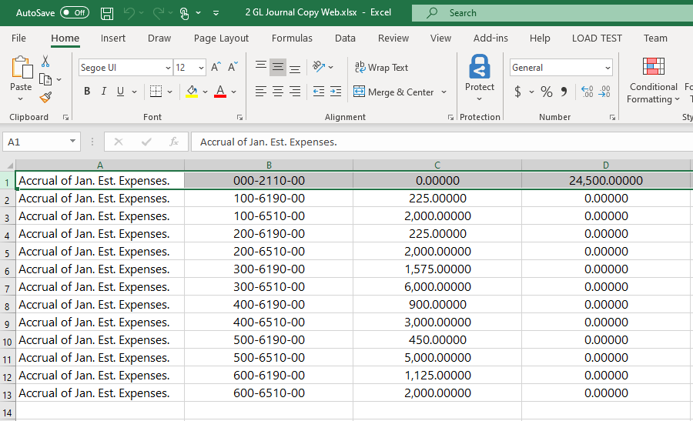 AutoSave Off 2 GL Journal Copy Web.xlsx - Excel Search
File Home Insert Draw Page Layout Formulas Data Review View Add-ins Help LOAD TEST Team
Segoe UI 12 A A Wrap Text General
Paste B I U A Merge & Center Protect $ % , Conditional
Formatting
Clipboard Font Alignment Protection Number
A1 fx Accrual of Jan. Est. Expenses.
A B C D
1 Accrual of Jan. Est. Expenses. 000-2110-00 0.00000 24,500.00000
2 Accrual of Jan. Est. Expenses. 100-6190-00 225.00000 0.00000
3 Accrual of Jan. Est. Expenses. 100-6510-00 2,000.00000 0.00000
4 Accrual of Jan. Est. Expenses. 200-6190-00 225.00000 0.00000
5 Accrual of Jan. Est. Expenses. 200-6510-00 2,000.00000 0.00000
6 Accrual of Jan. Est. Expenses. 300-6190-00 1,575.00000 0.00000
7 Accrual of Jan. Est. Expenses. 300-6510-00 6,000.00000 0.00000
8 Accrual of Jan. Est. Expenses. 400-6190-00 900.00000 0.00000
9 Accrual of Jan. Est. Expenses. 400-6510-00 3,000.00000 0.00000
10 Accrual of Jan. Est. Expenses. 500-6190-00 450.00000 0.00000
11 Accrual of Jan. Est. Expenses. 500-6510-00 5,000.00000 0.00000
12 Accrual of Jan. Est. Expenses. 600-6190-00 1,125.00000 0.00000
13 Accrual of Jan. Est. Expenses. 600-6510-00 2,000.00000 0.00000
14